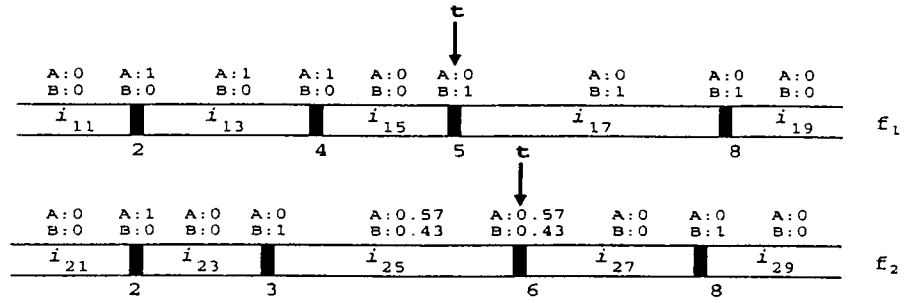 t
A:0 A:1 A:1 A:1 A:0 A:0 A:0 A:0 A:0
B:0 B:0 B:0 B:0 B:0 B:1 B:1 B:1 B:0
i11 i13 i15 i17 i19 f1
2 4 5 8
t
A:0 A:1 A:0 A:0 A:0.57 A:0.57 A:0 A:0 A:0
B:0 B:0 B:0 B:1 B:0.43 B:0.43 B:0 B:1 B:0
i21 i23 i25 i27 i29 f2
2 3 6 8